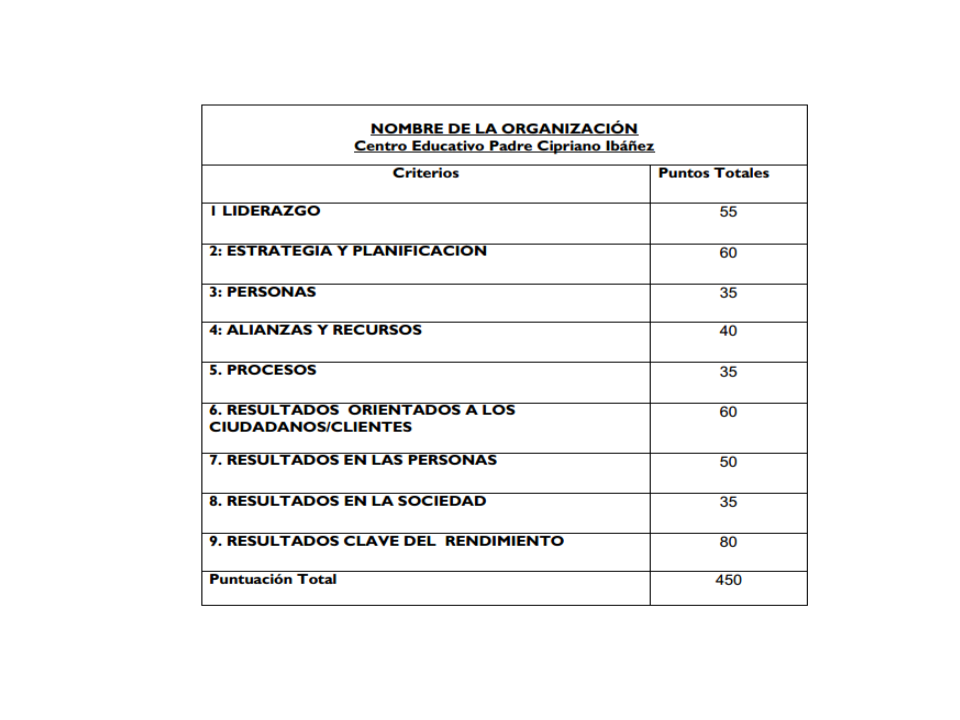 NOMBRE DE LA ORGANIZACIÓN
Centro Educativo Padre Cipriano Ibáñez
Criterios Puntos Totales
1 LIDERAZGO 55
2: ESTRATEGIA Y PLANIFICACIÓN 60
3: PERSONAS 35
4: ALIANZAS Y RECURSOS 40
5. PROCESOS 35
6. RESULTADOS ORIENTADOS A LOS 60
CIUDADANOS/CLIENTES
7. RESULTADOS EN LAS PERSONAS 50
8. RESULTADOS EN LA SOCIEDAD 35
9. RESULTADOS CLAVE DEL RENDIMIENTO 80
Puntuación Total 450